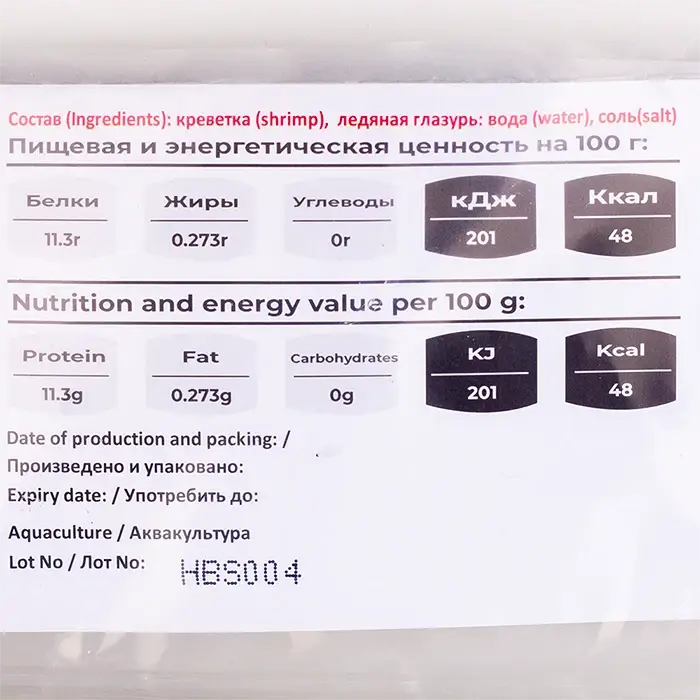 Состав (Ingredients): креветка (shrimp), ледяная глазурь: вода (water), соль(salt)
Пищевая и энергетическая ценность на 100 г:
Белки Жиры Углеводы кДж Ккал
11.3г 0.273г 0г 201 48
Nutrition and energy value per 100 g:
Protein Fat Carbohydrates KJ Kcal
11.3g 0.273g 0g 201 48
Date of production and packing: /
Произведено и упаковано:
Expiry date: / Употребить до:
Aquaculture / Аквакультура
Lot No / Лот No: HBS004